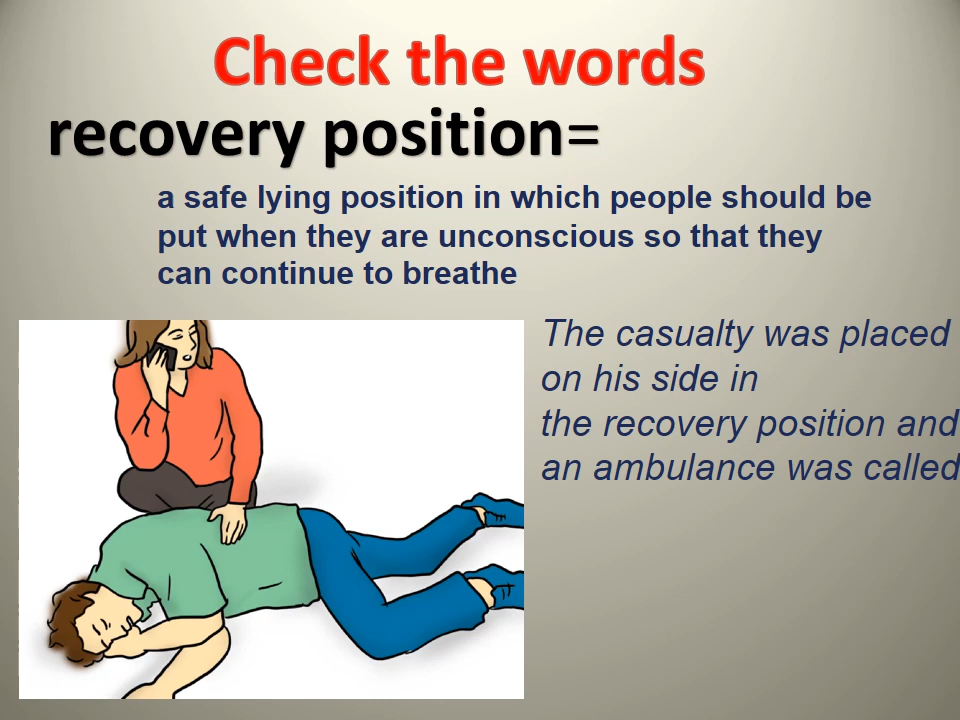 Check the words
recovery position=
a safe lying position in which people should be
put when they are unconscious so that they
can continue to breathe
The casualty was placed
on his side in
the recovery position and
an ambulance was called